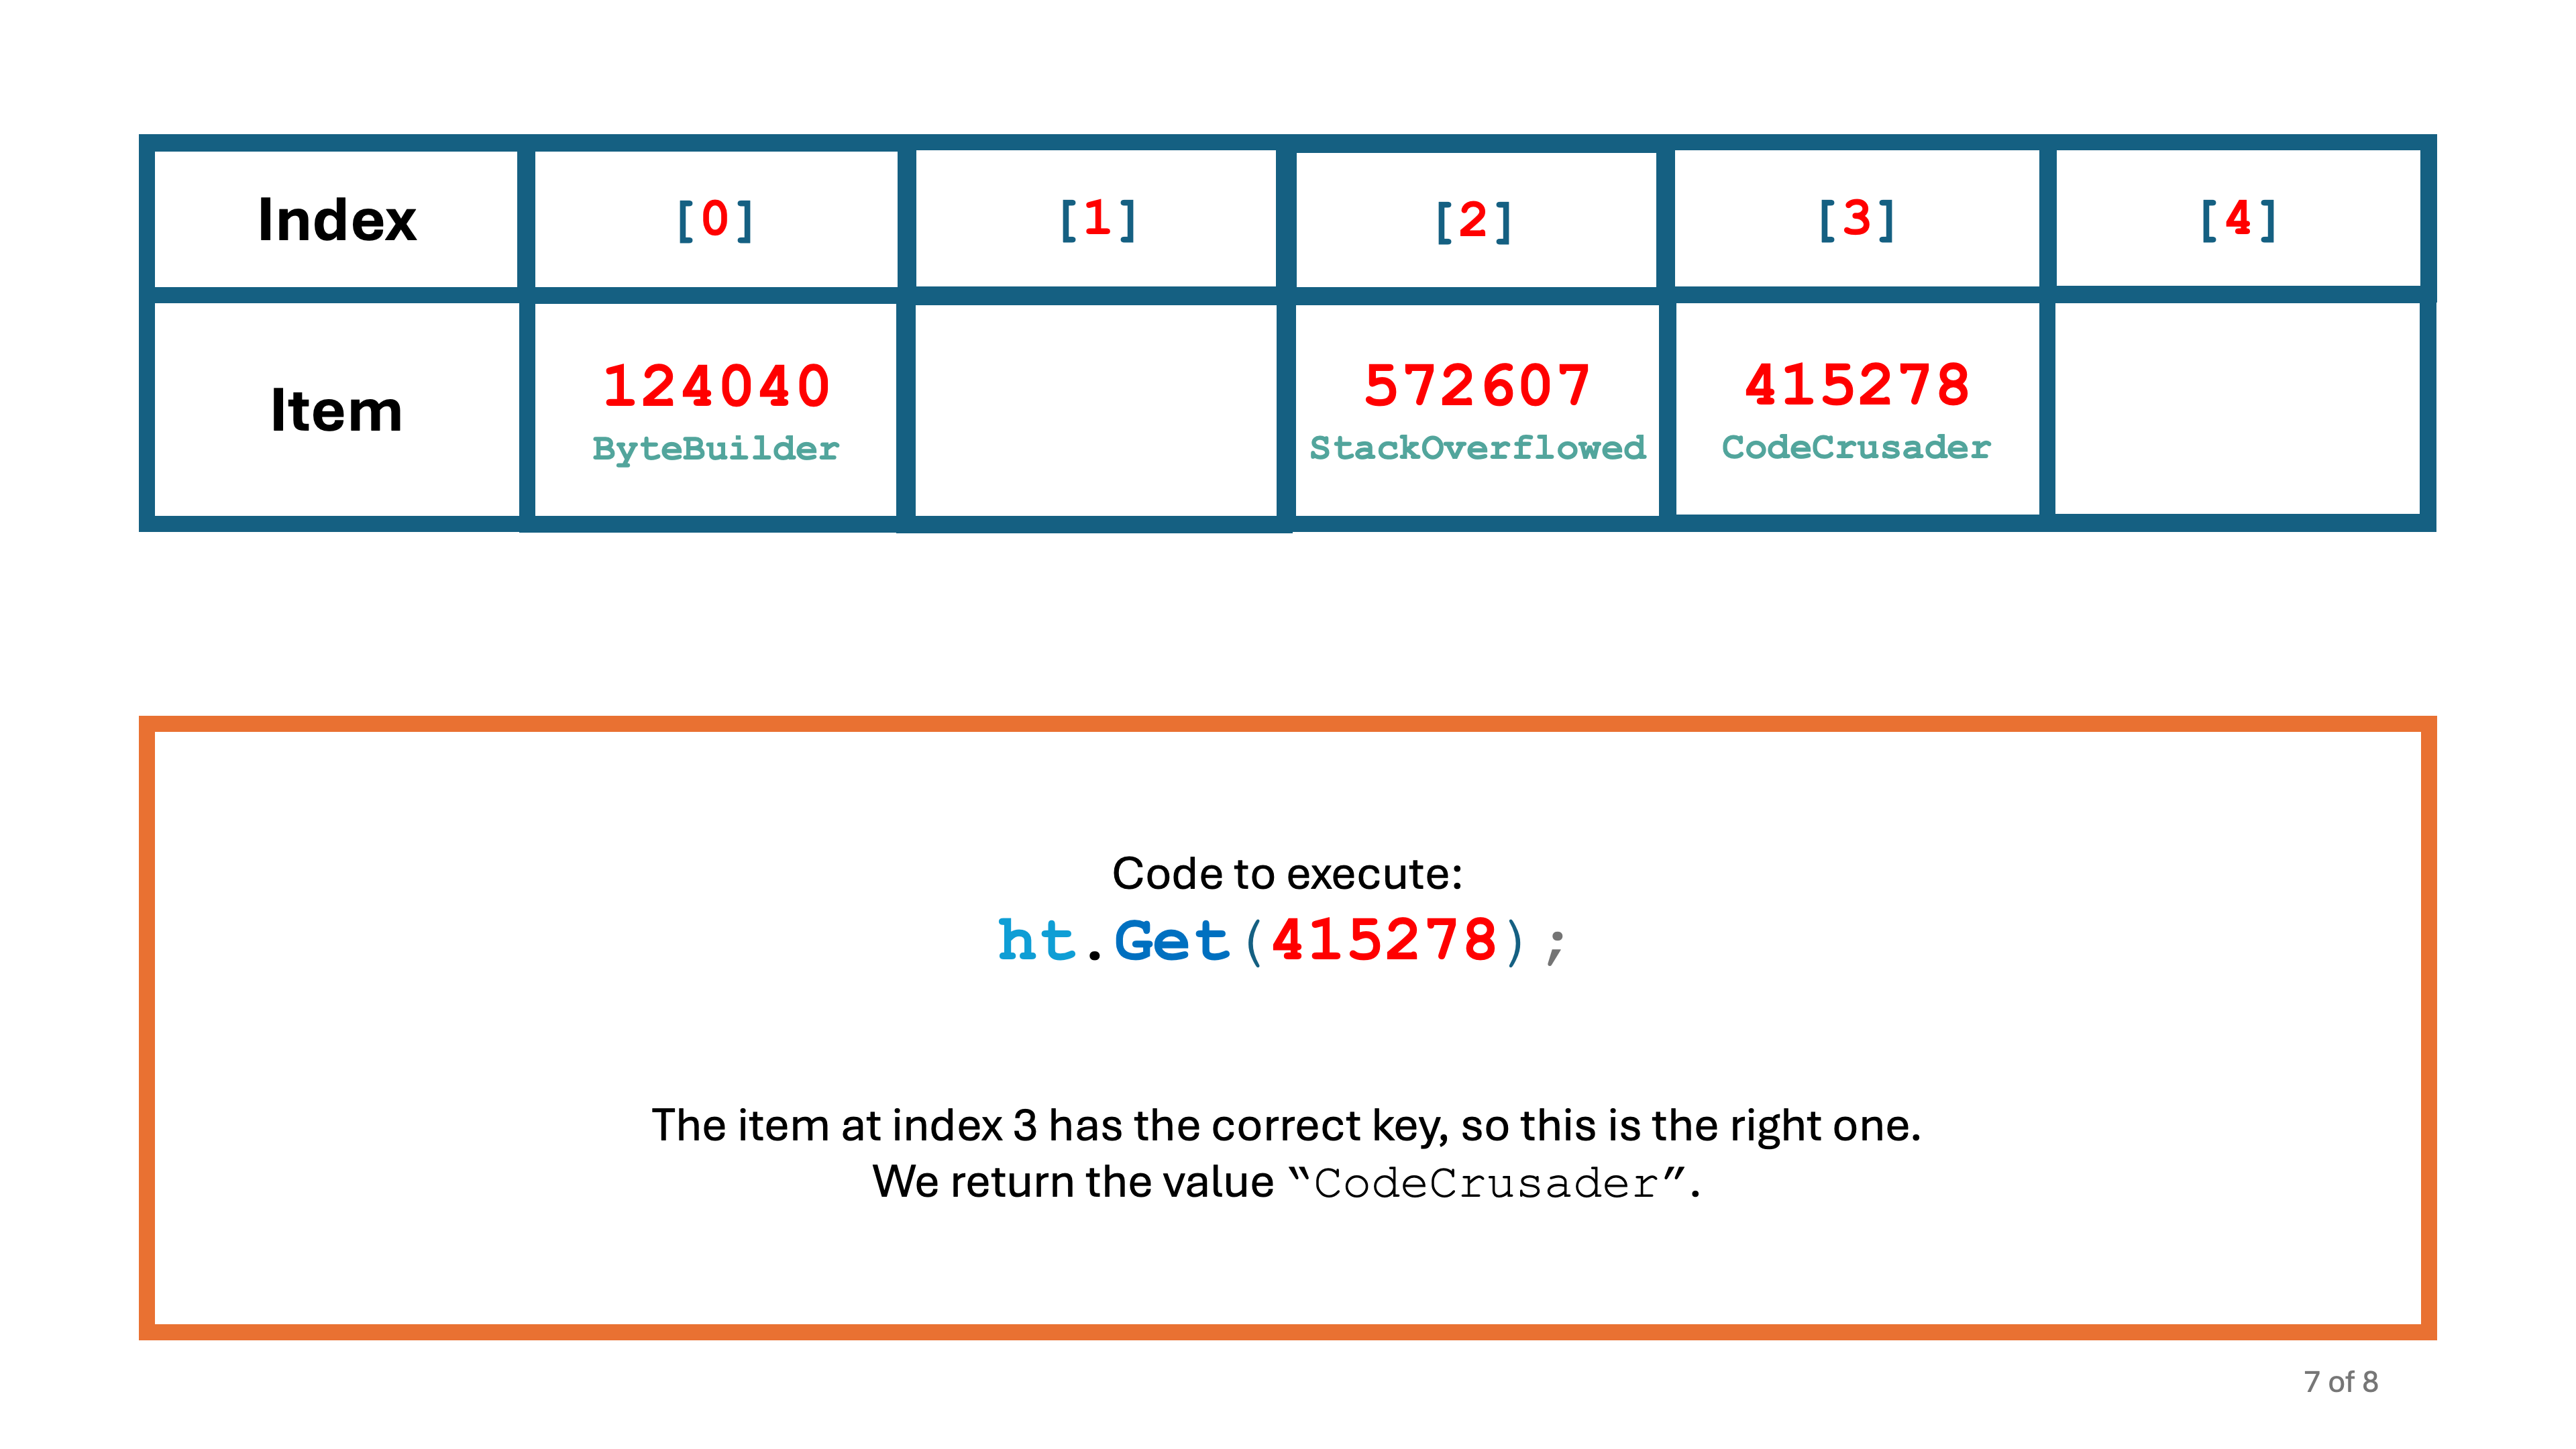 Index [0] [1] [2] [3] [4]
Item 124040 572607 415278
ByteBuilder StackOverflowed CodeCrusader
Code to execute:
ht.Get(415278);
The item at index 3 has the correct key, so this is the right one.
We return the value “CodeCrusader”.
7 of 8